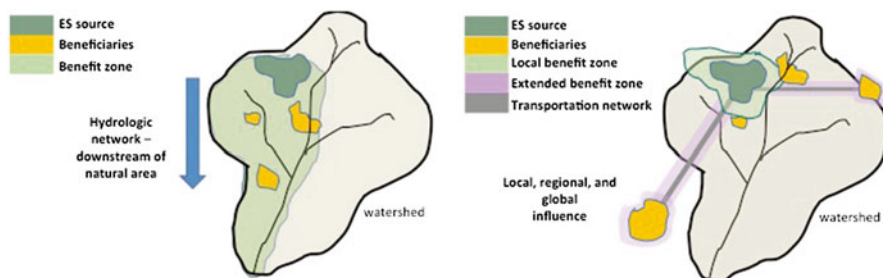 ES source
Beneficiaries
Benefit zone
Hydrologic
network –
downstream of
natural area
watershed
ES source
Beneficiaries
Local benefit zone
Extended benefit zone
Transportation network
Local, regional, and
global
influence
watershed